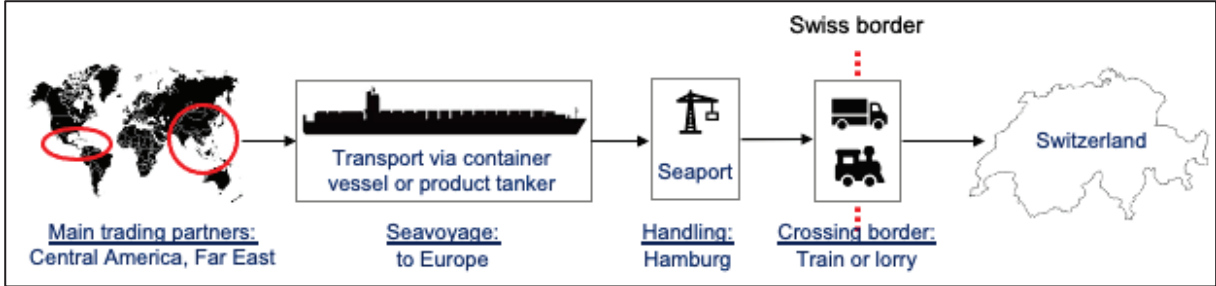 Swiss border
Transport via container
vessel or product tanker
Seaport
Switzerland
Main trading partners:
Central America, Far East
Seavoyage:
to Europe
Handling:
Hamburg
Crossing border:
Train or lorry